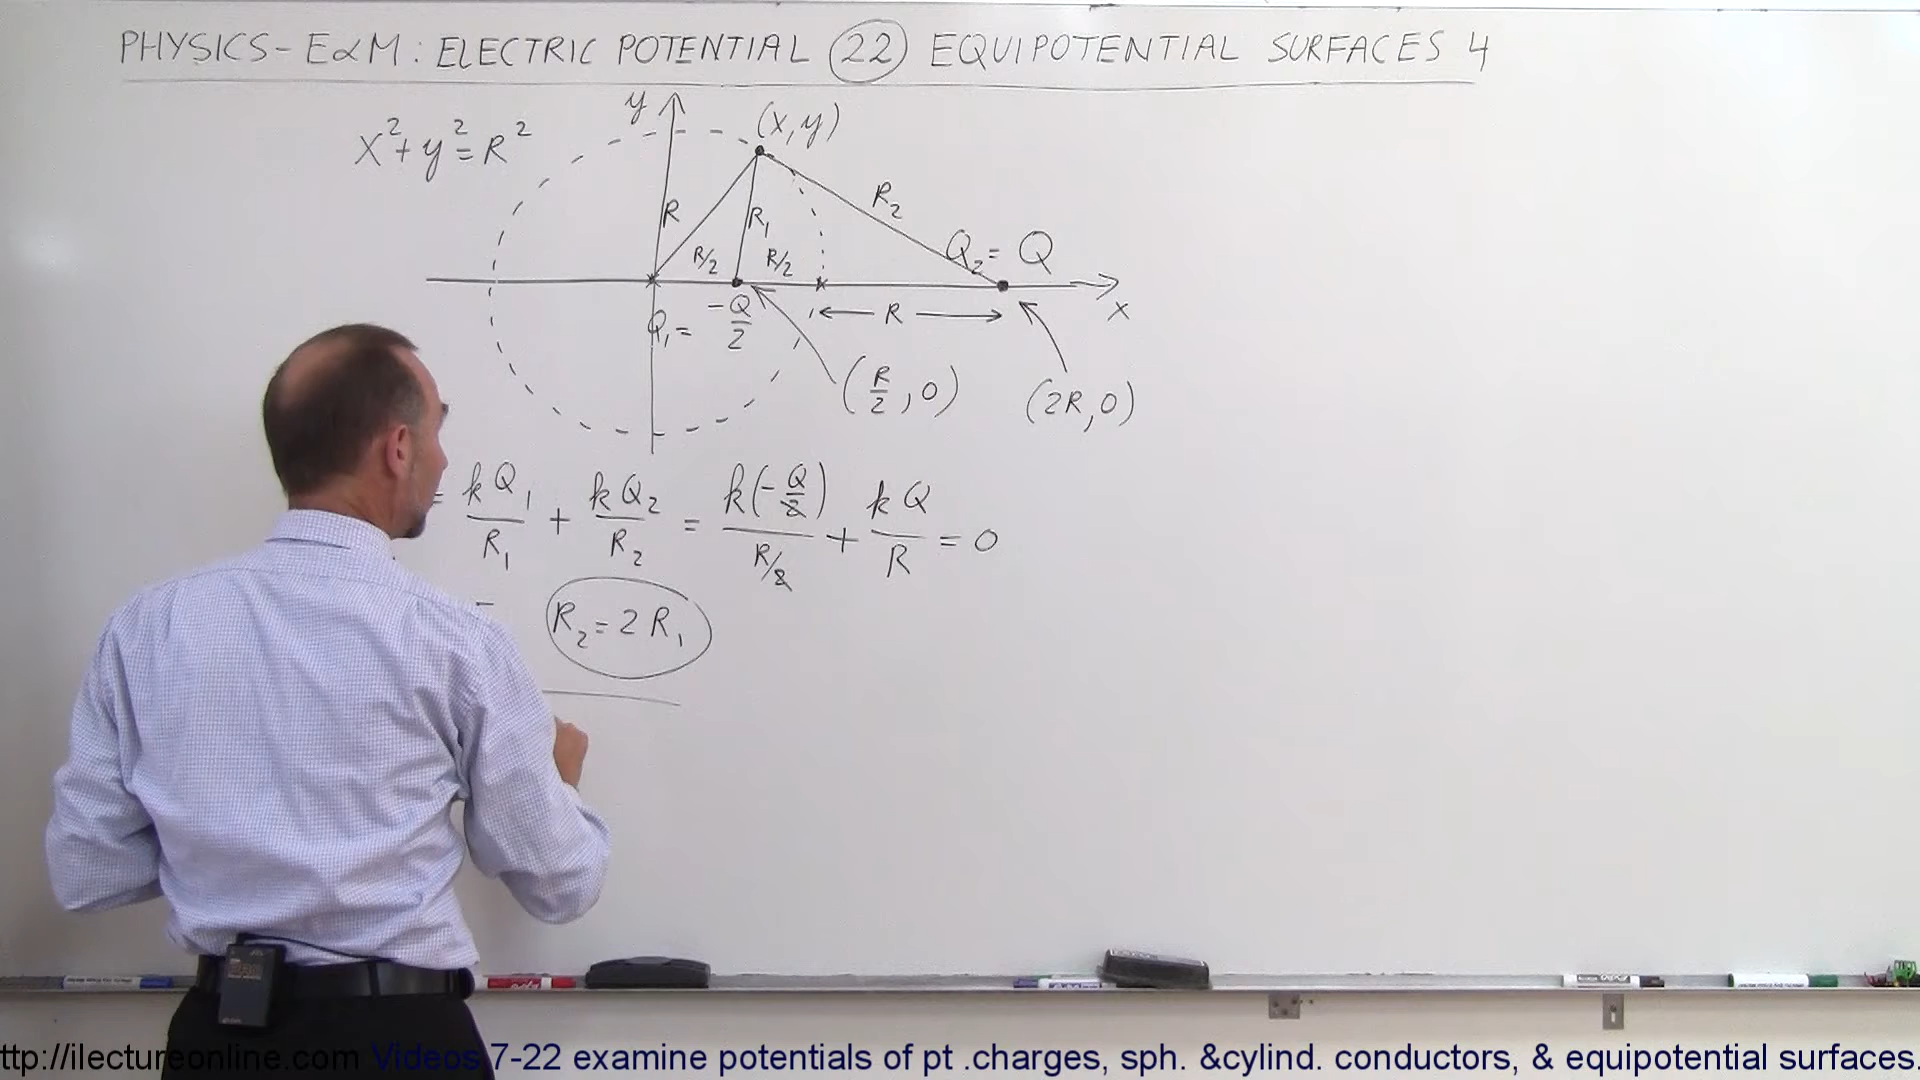 PHYSICS - E&M : ELECTRIC POTENTIAL 22 EQUIPOTENTIAL SURFACES 4
y
(x,y)
x² + y² = R²
R
R₁
R₂
R/2
R/2
Q₂ = Q
Q₁ = -Q/2
R
x
(R/2, 0)
(2R, 0)
= kQ₁/R₁ + kQ₂/R₂ = k(-Q/2)/(R/2) + kQ/R = 0
R₂ = 2R₁
ttp://ilectureonline.com Videos 7-22 examine potentials of pt .charges, sph. &cylind. conductors, & equipotential surfaces.